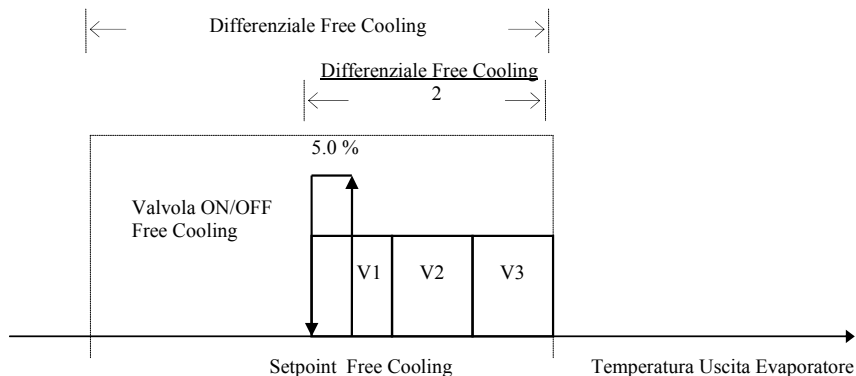 Differenziale Free Cooling
Differenziale Free Cooling
2
5.0 %
Valvola ON/OFF
Free Cooling
V1 V2 V3
Setpoint Free Cooling Temperatura Uscita Evaporatore